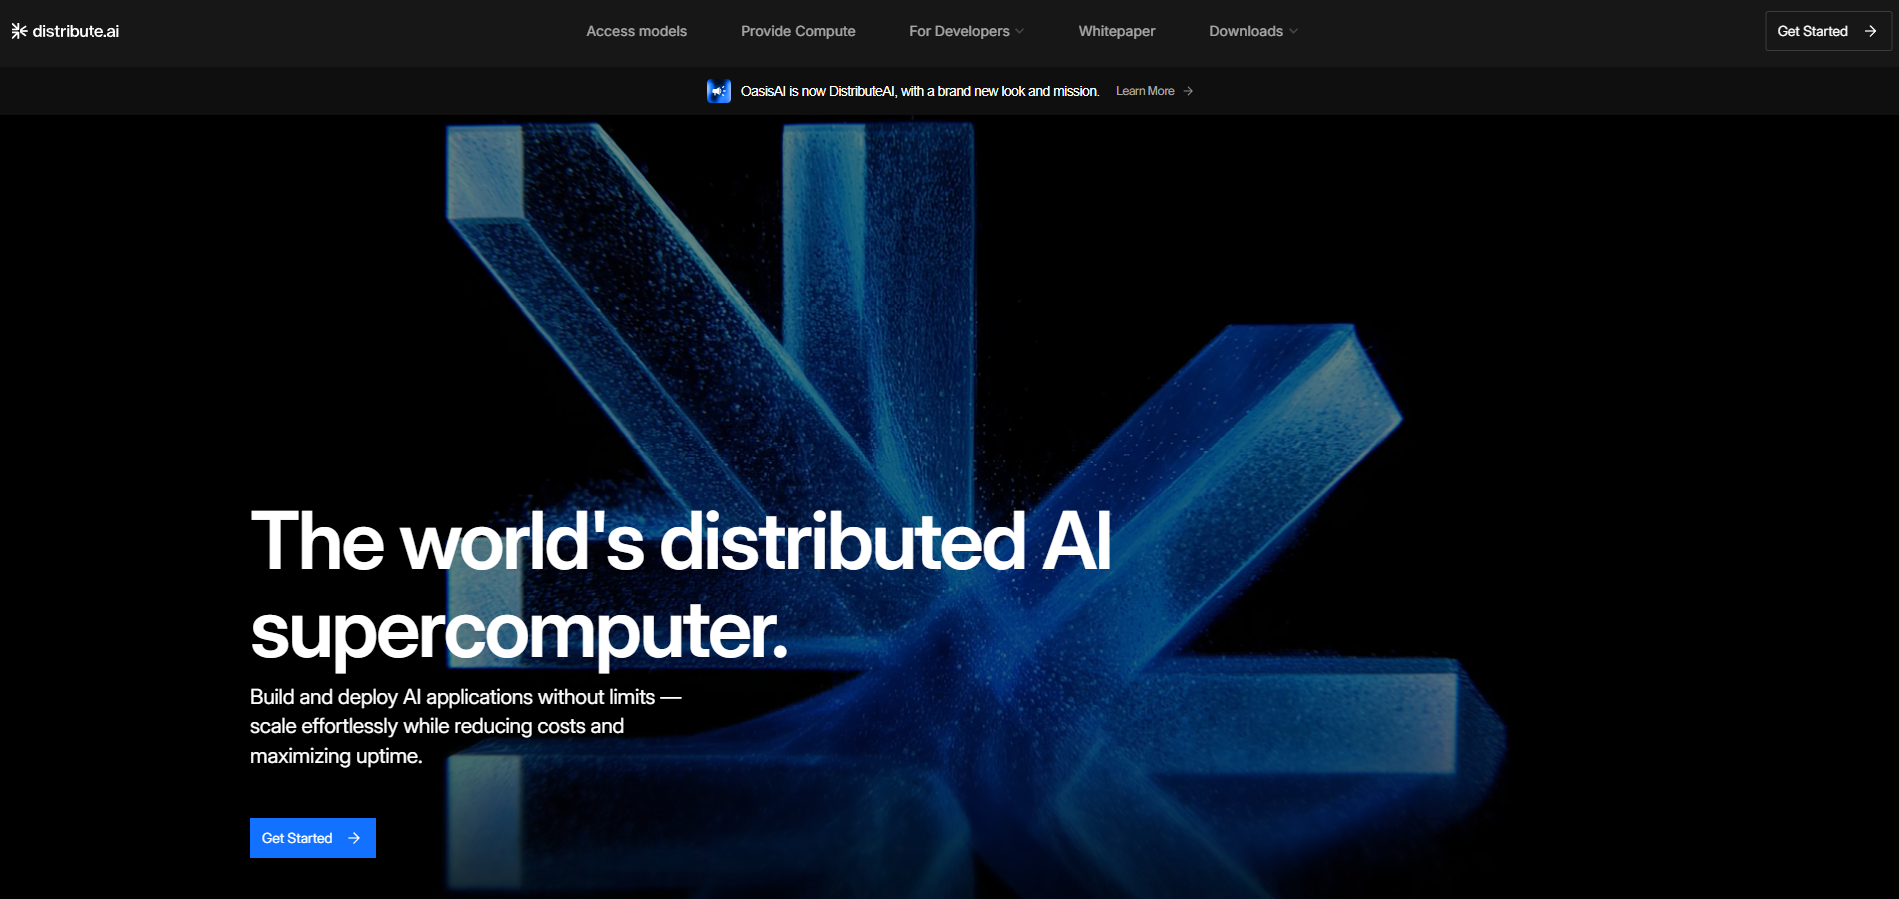 distribute.ai
Access models
Provide Compute
For Developers
Whitepaper
Downloads
Get Started
OasisAI is now DistributeAI, with a brand new look and mission.
Learn More
The world's distributed AI
supercomputer.
Build and deploy AI applications without limits —
scale effortlessly while reducing costs and
maximizing uptime.
Get Started